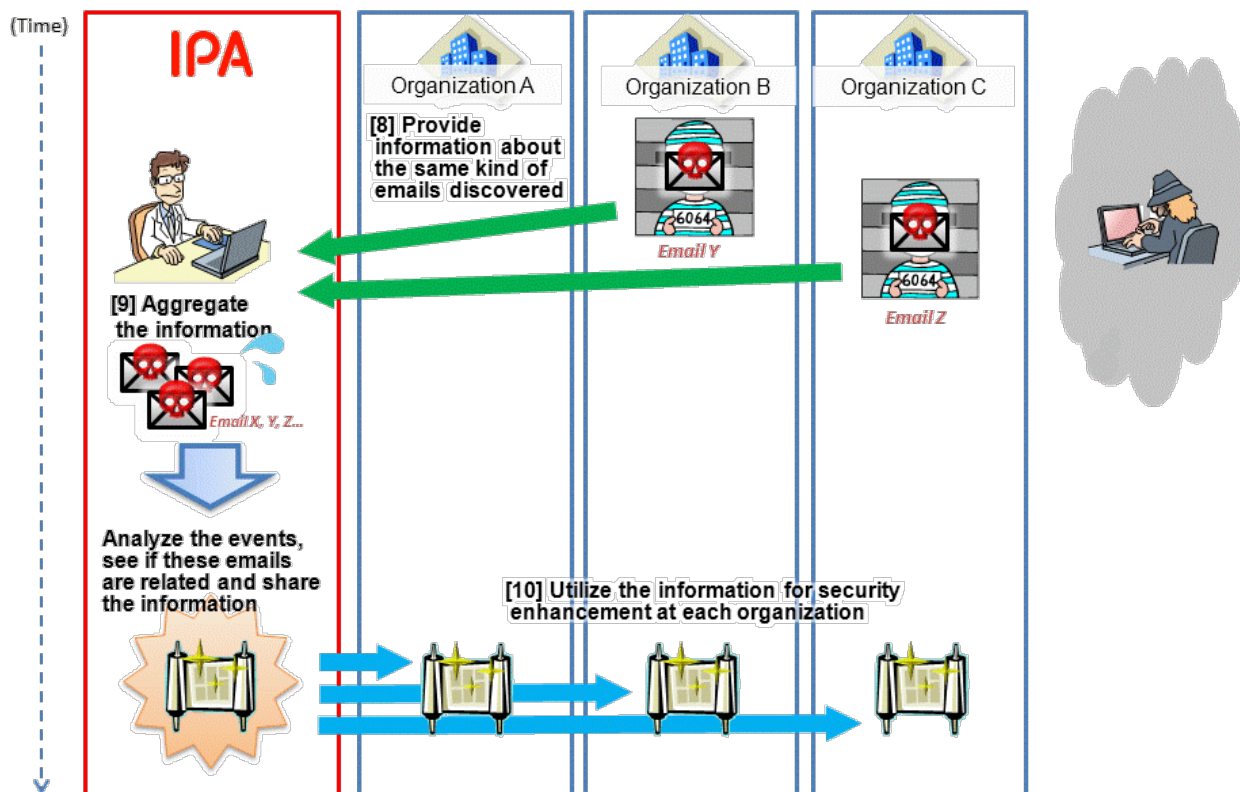 (Time)
IPA
Organization A
Organization B
Organization C
[8] Provide
information about
the same kind of
emails discovered
6064
Email Y
6064
Email Z
[9] Aggregate
the information
Email X, Y, Z...
Analyze the events,
see if these emails
are related and share
the information
[10] Utilize the information for security
enhancement at each organization